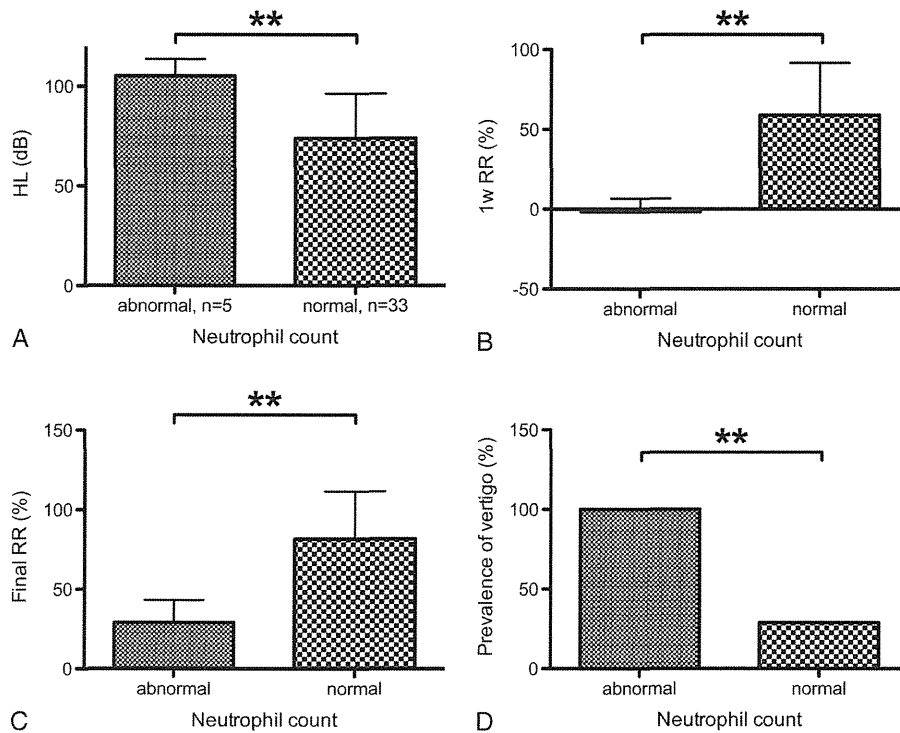 **
100
50
0
HL (dB)
abnormal, n=5
normal, n=33
Neutrophil count
A
**
100
50
0
-50
1w RR (%)
abnormal
normal
Neutrophil count
B
**
150
100
50
0
Final RR (%)
abnormal
normal
Neutrophil count
C
**
150
100
50
0
Prevalence of vertigo (%)
abnormal
normal
Neutrophil count
D